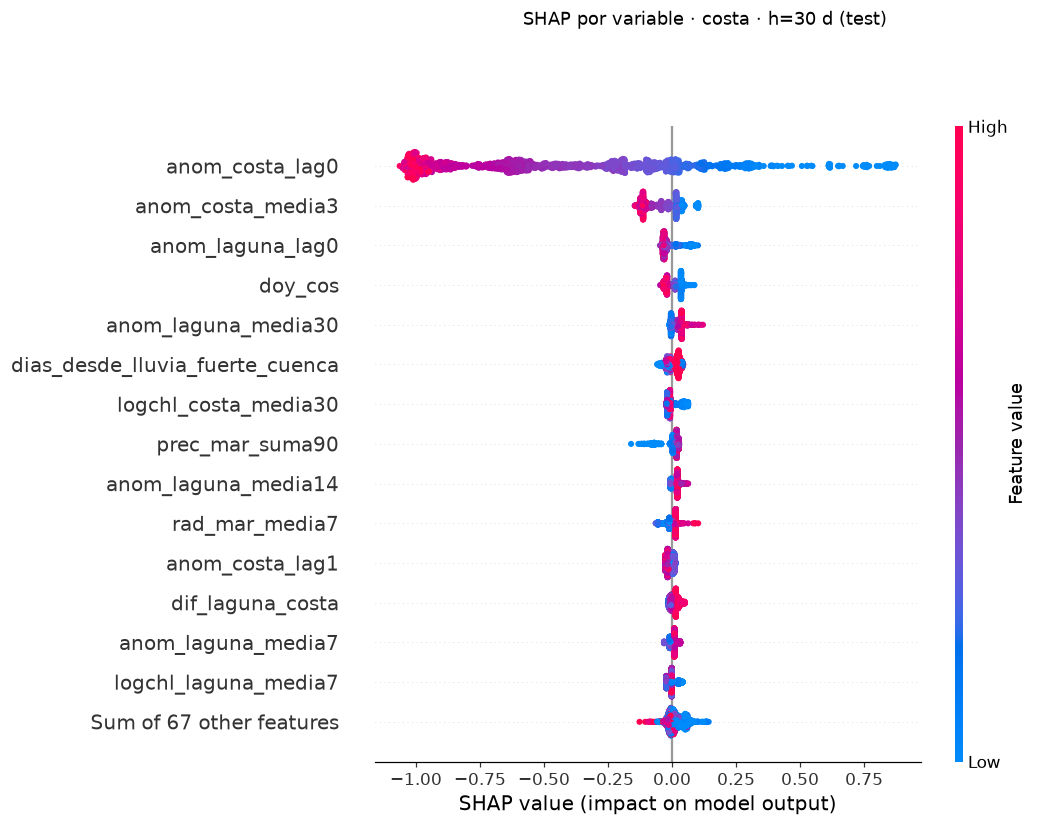 SHAP por variable · costa · h=30 d (test)
High
anom_costa_lag0
anom_costa_media3
anom_laguna_lag0
doy_cos
anom_laguna_media30
dias_desde_lluvia_fuerte_cuenca
logchl_costa_media30
prec_mar_suma90
anom_laguna_media14
rad_mar_media7
anom_costa_lag1
dif_laguna_costa
anom_laguna_media7
logchl_laguna_media7
Sum of 67 other features
Feature value
Low
−1.00 −0.75 −0.50 −0.25 0.00 0.25 0.50 0.75
SHAP value (impact on model output)